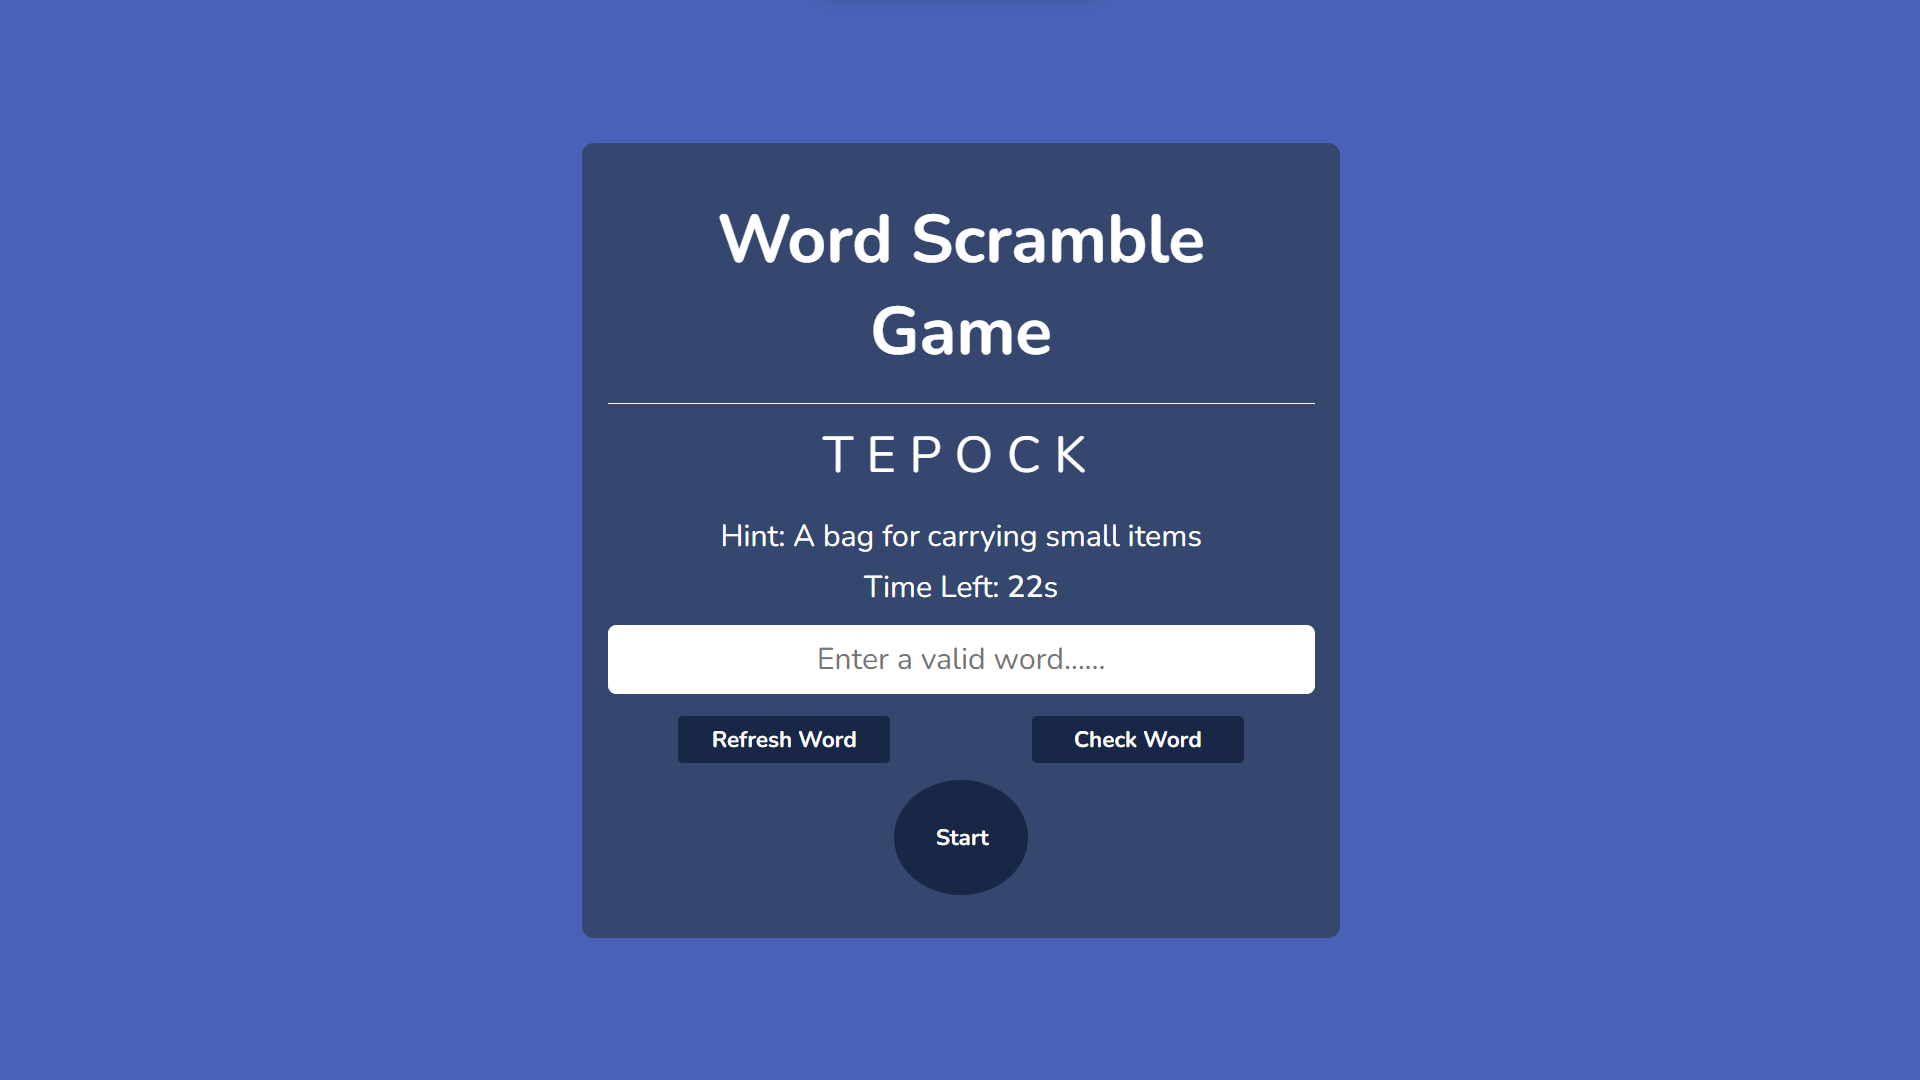 Word Scramble
Game
TEPOCK
Hint: A bag for carrying small items
Time Left: 22s
Enter a valid word......
Refresh Word
Check Word
Start